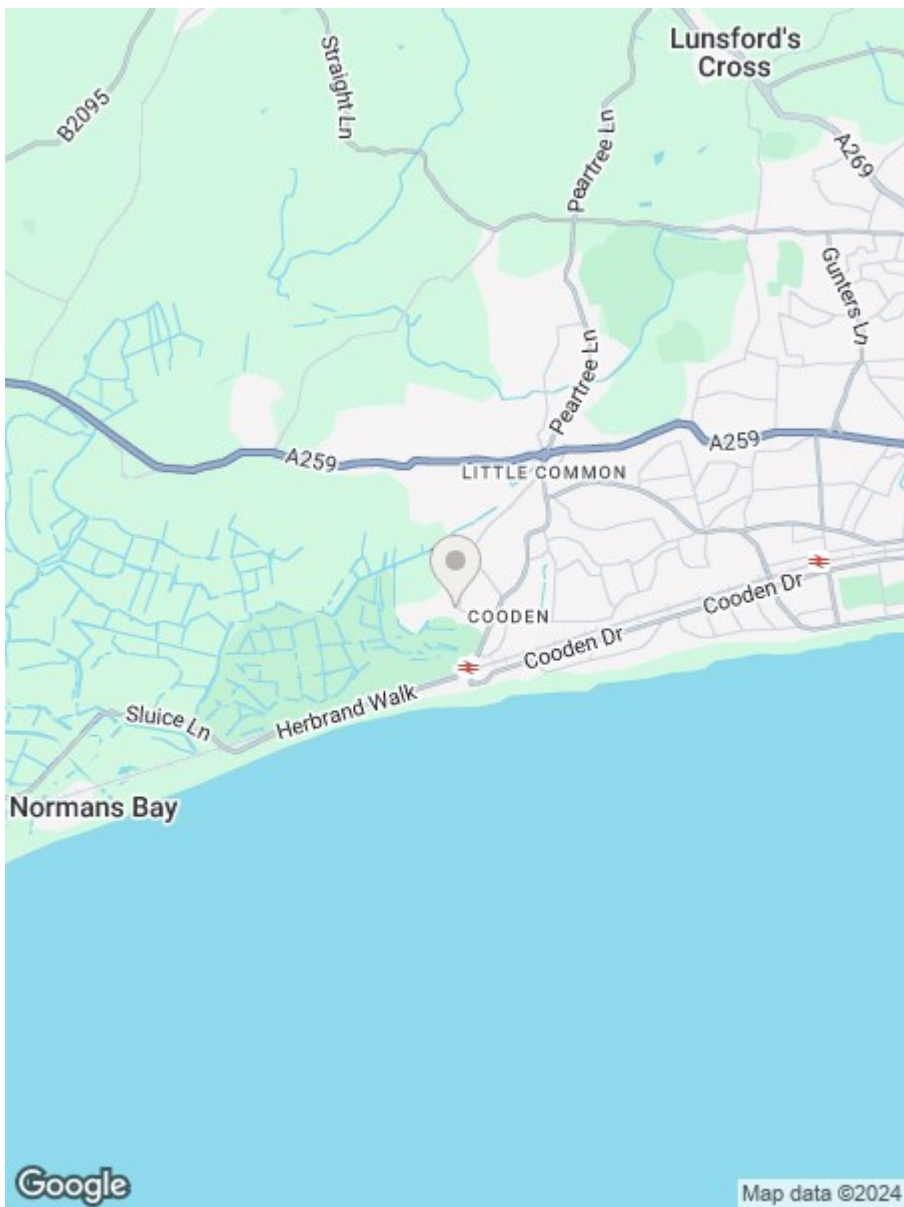 Lunsford's
Cross
Straight Ln
B2095
Peartree Ln
A269
Gunters Ln
Peartree Ln
A259
A259
LITTLE COMMON
COODEN
Cooden Dr
Cooden Dr
Herbrand Walk
Sluice Ln
Normans Bay
Google
Map data ©2024